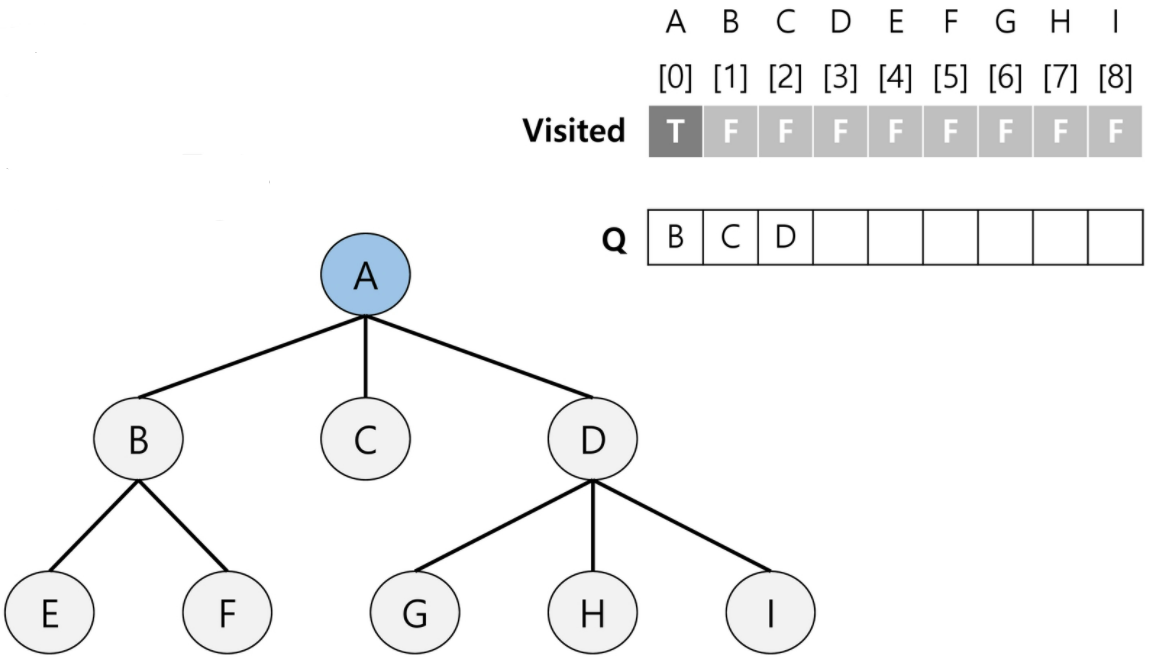 A B C D E F G H I
[0] [1] [2] [3] [4] [5] [6] [7] [8]
Visited T F F F F F F F F
Q B C D
A
B C D
E F G H I